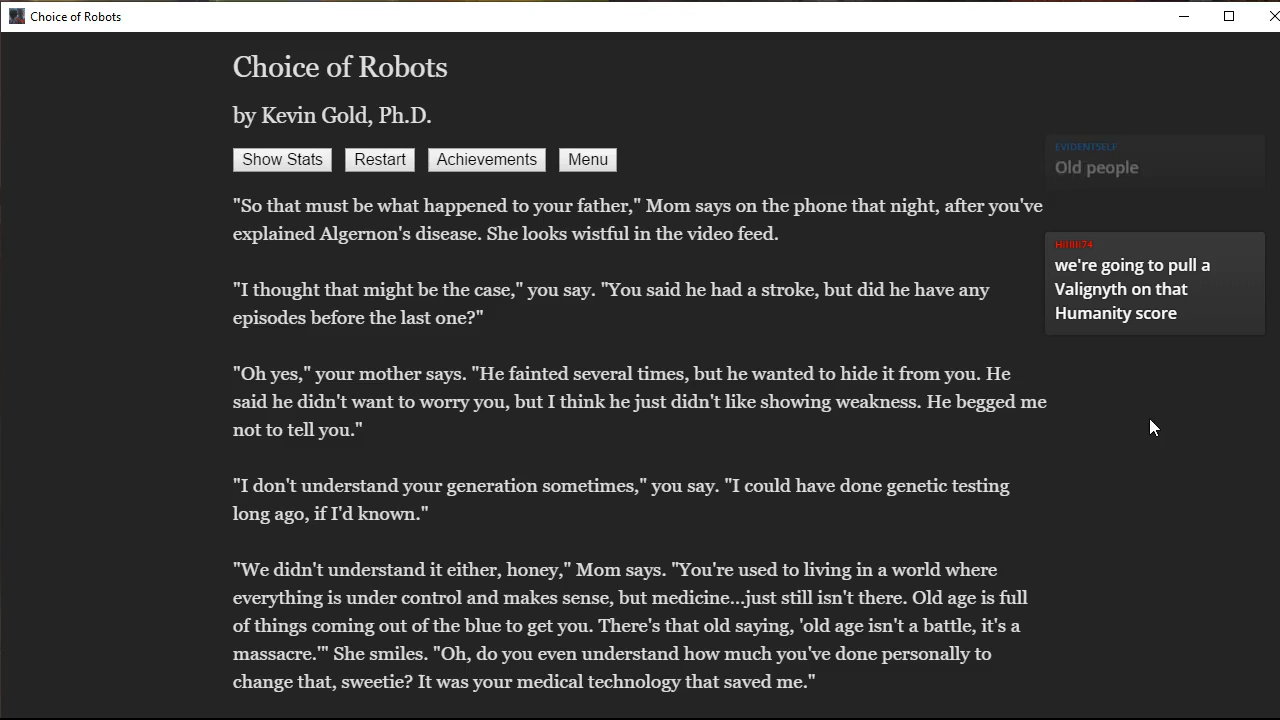 Choice of Robots
Choice of Robots
by Kevin Gold, Ph.D.
Show Stats Restart Achievements Menu
"So that must be what happened to your father," Mom says on the phone that night, after you've
explained Algernon's disease. She looks wistful in the video feed.
"I thought that might be the case," you say. "You said he had a stroke, but did he have any
episodes before the last one?"
"Oh yes," your mother says. "He fainted several times, but he wanted to hide it from you. He
said he didn't want to worry you, but I think he just didn't like showing weakness. He begged me
not to tell you."
"I don't understand your generation sometimes," you say. "I could have done genetic testing
long ago, if I'd known."
"We didn't understand it either, honey," Mom says. "You're used to living in a world where
everything is under control and makes sense, but medicine...just still isn't there. Old age is full
of things coming out of the blue to get you. There's that old saying, 'old age isn't a battle, it's a
massacre.'" She smiles. "Oh, do you even understand how much you've done personally to
change that, sweetie? It was your medical technology that saved me."
EVIDENTSELF
Old people
we're going to pull a
Valignyth on that
Humanity score